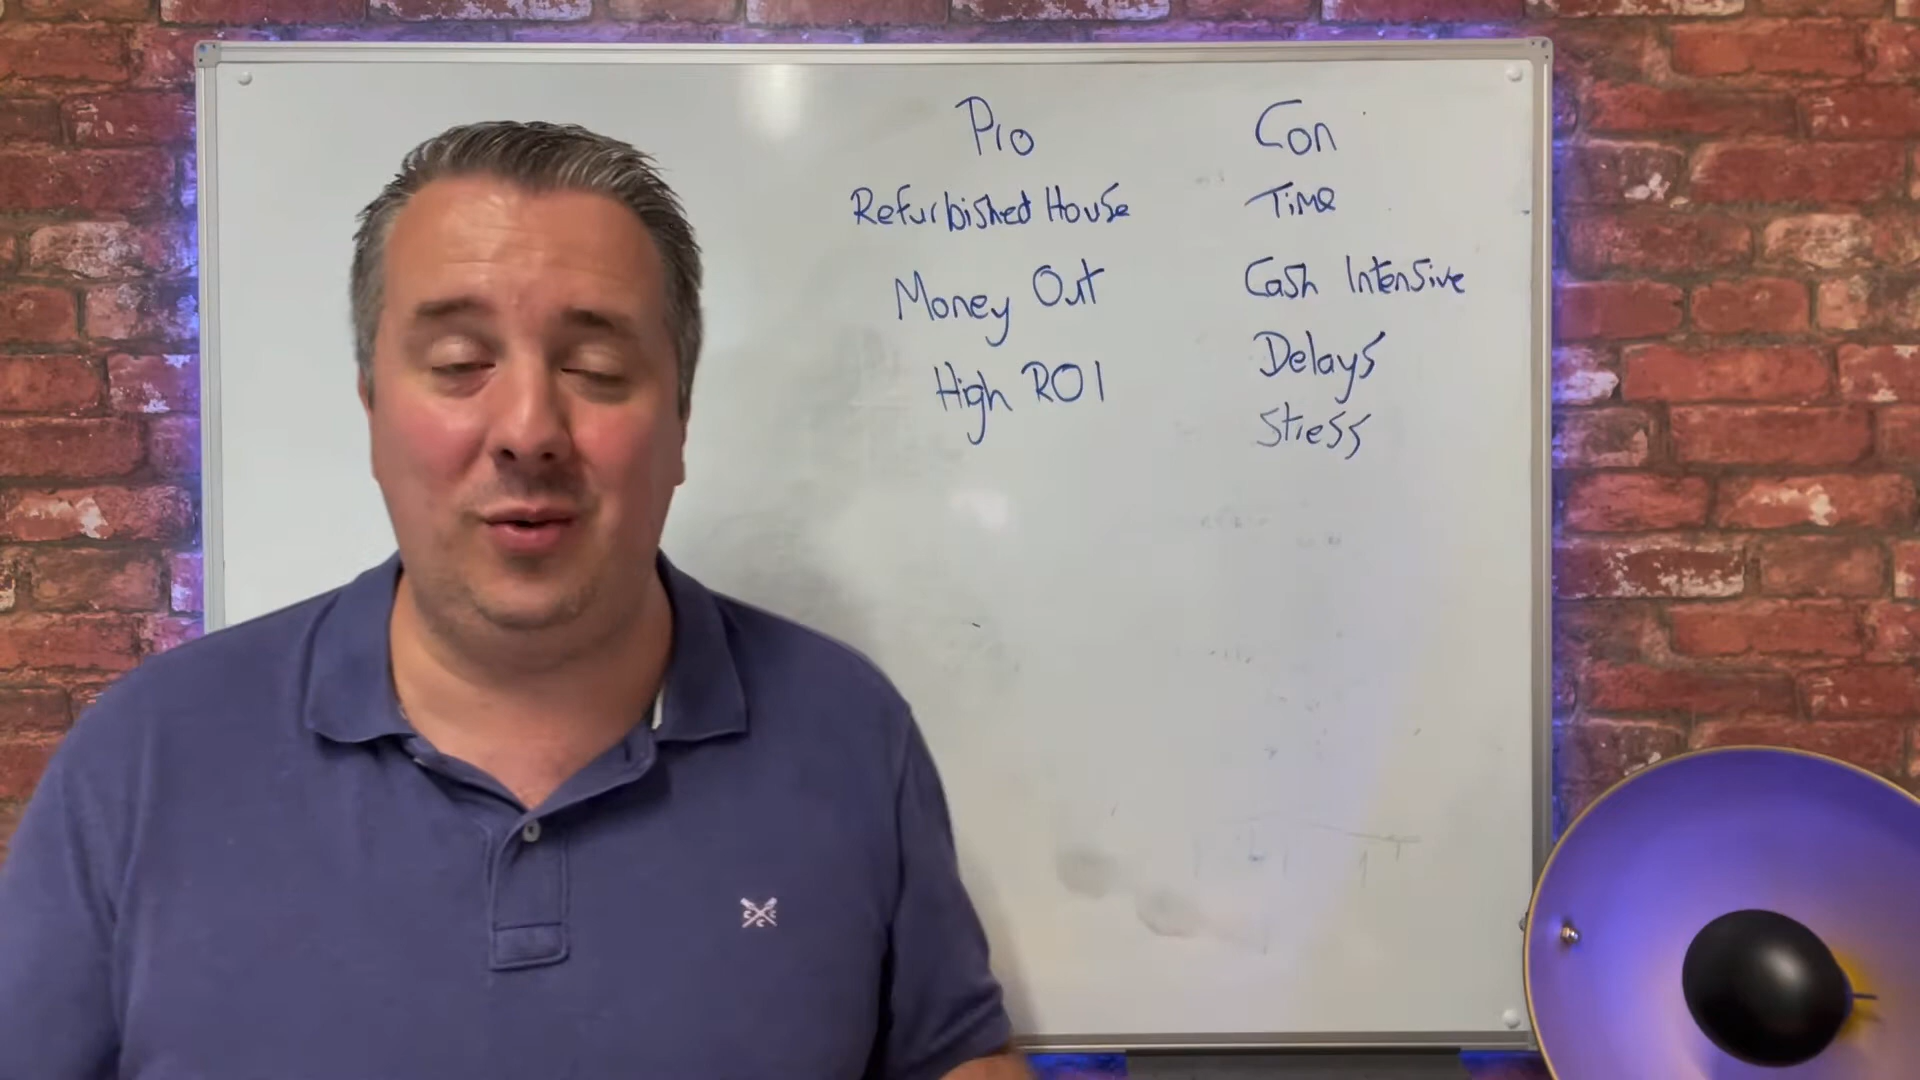 Pro
Con
Refurbished House
Time
Money Out
Cash Intensive
High ROI
Delays
Stress